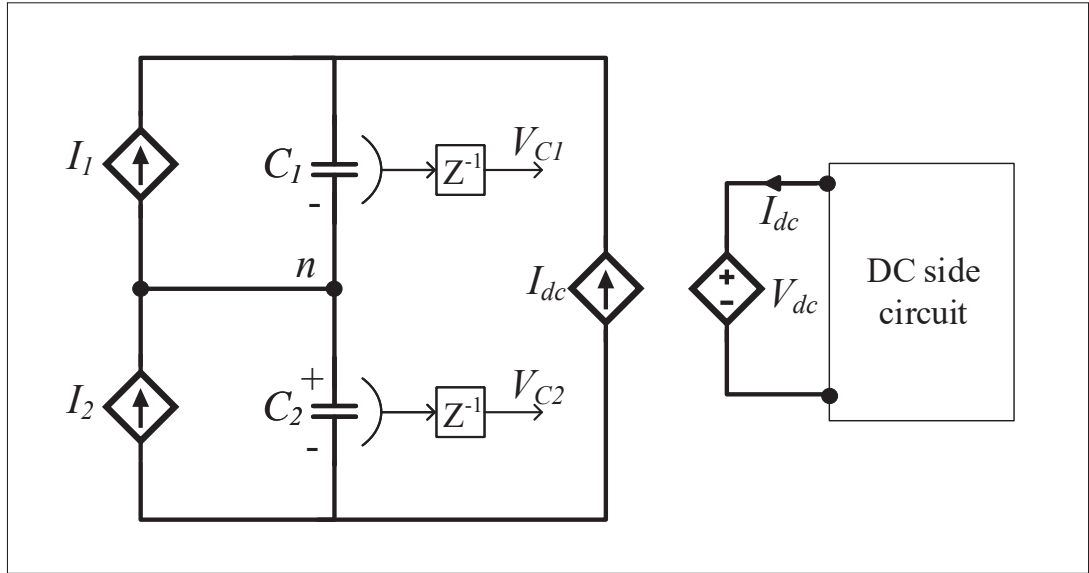 I1
C1
-
Z-1
VC1
n
Idc
I2
+
C2
-
Z-1
VC2
Idc
+
-
Vdc
DC side
circuit